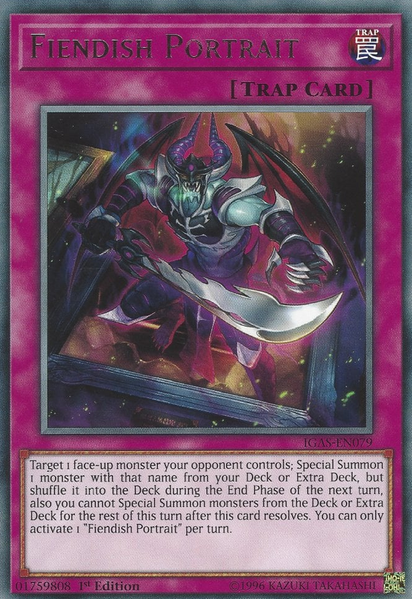 Fiendish Portrait
TRAP
罠
[Trap Card]
IGAS-EN079
Target 1 face-up monster your opponent controls; Special Summon
1 monster with that name from your Deck or Extra Deck, but
shuffle it into the Deck during the End Phase of the next turn,
also you cannot Special Summon monsters from the Deck or Extra
Deck for the rest of this turn after this card resolves. You can only
activate 1 "Fiendish Portrait" per turn.
01759808 1st Edition ©1996 KAZUKI TAKAHASHI